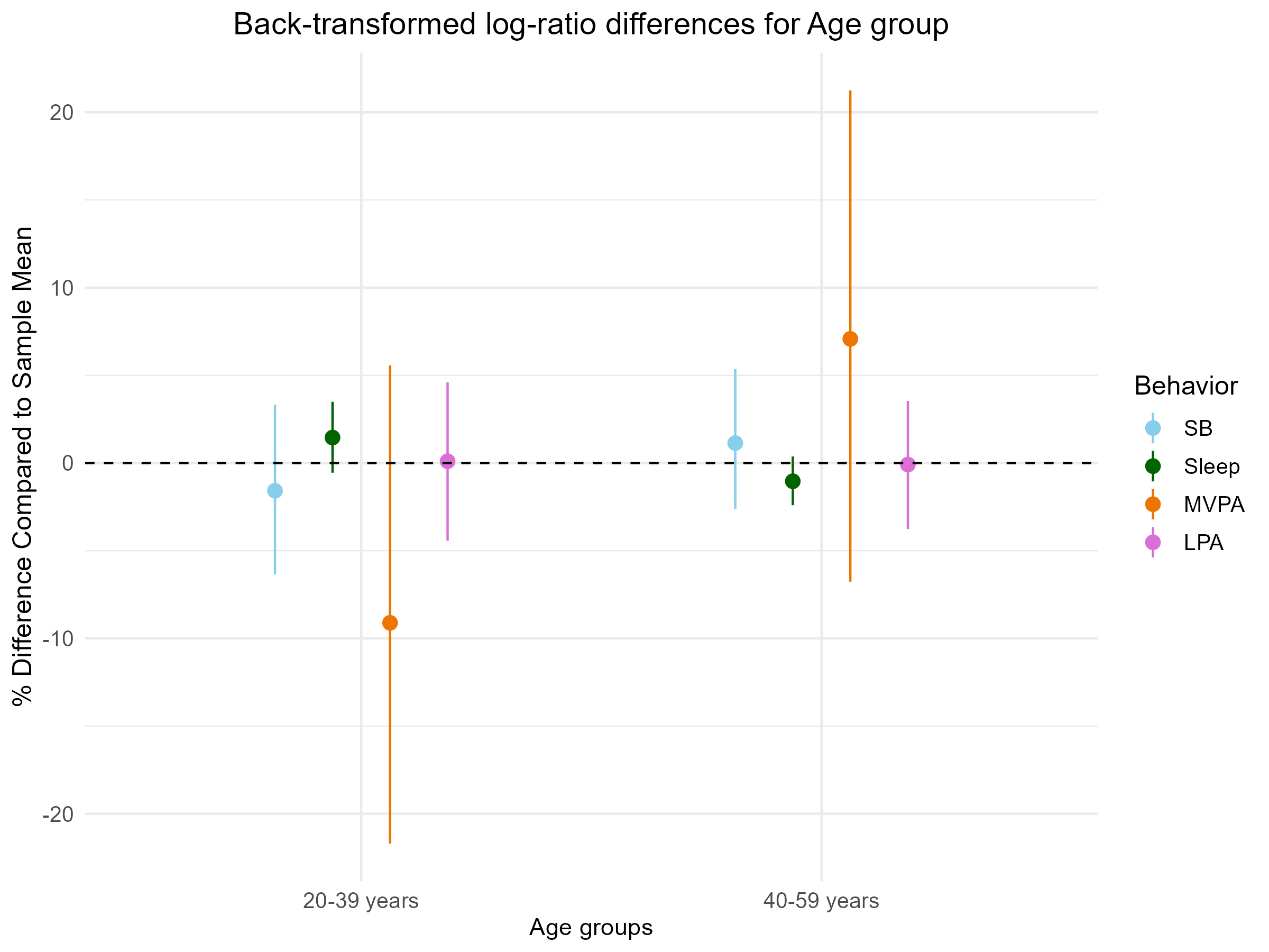 Back-transformed log-ratio differences for Age group
% Difference Compared to Sample Mean
20
10
0
-10
-20
20-39 years
40-59 years
Age groups
Behavior
SB
Sleep
MVPA
LPA